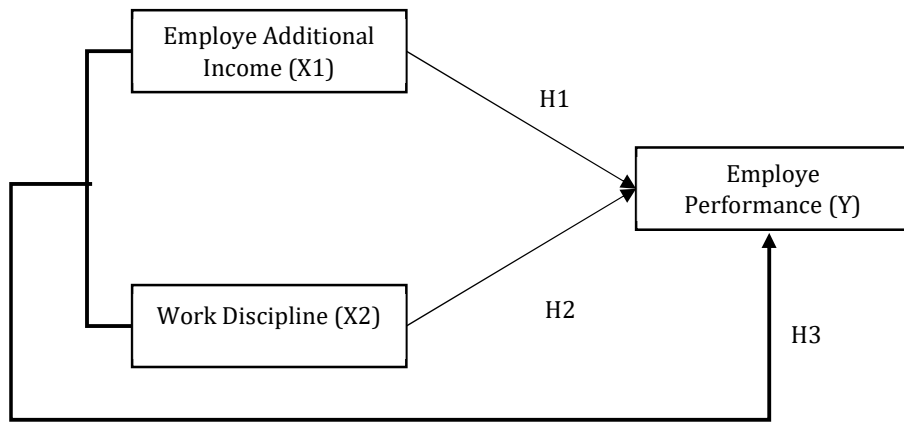 Employe Additional
Income (X1)
H1
Employe
Performance (Y)
Work Discipline (X2)
H2
H3